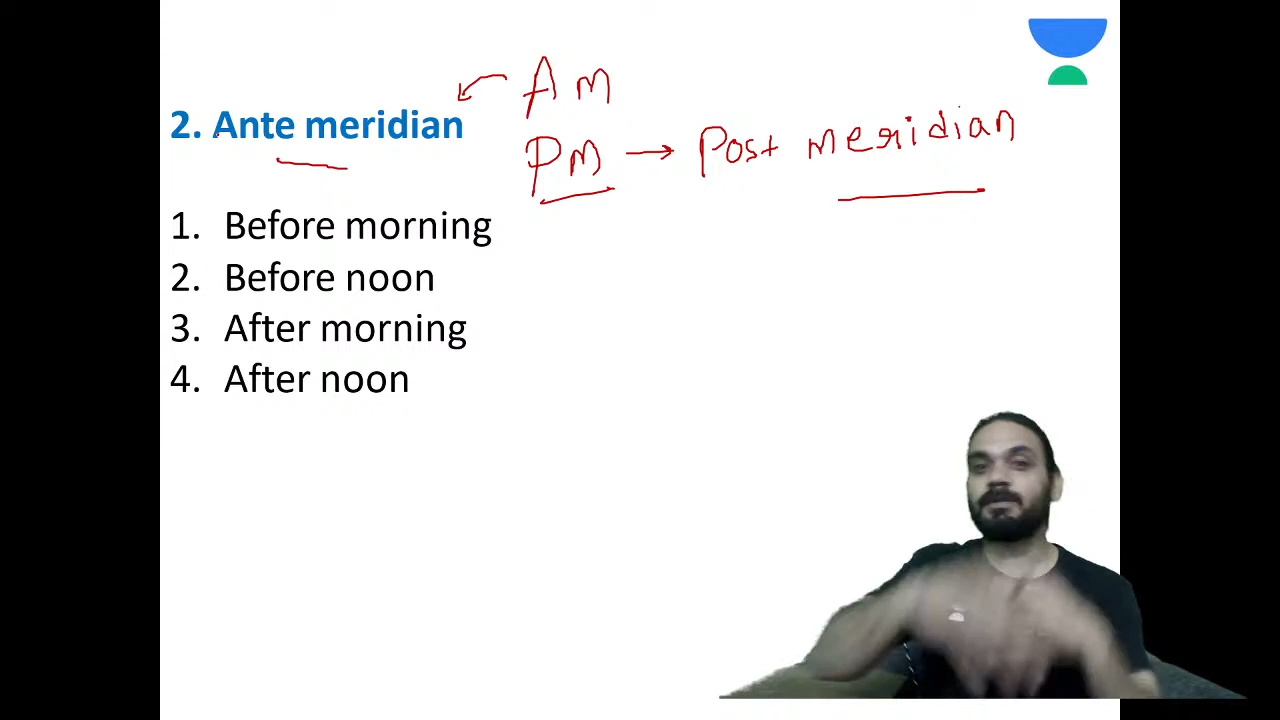 Am
2. Ante meridian
Pm → Post meridian
1. Before morning
2. Before noon
3. After morning
4. After noon